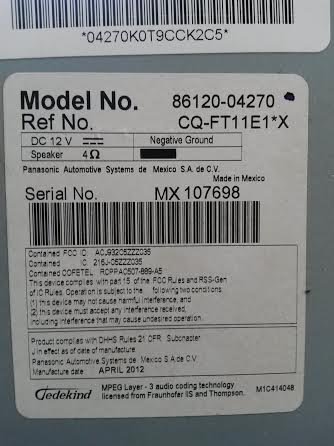 *04270K0T9CCK2C5*
Model No. 86120-04270
Ref No. CQ-FT11E1*X
DC 12 V Negative Ground
Speaker 4Ω
Panasonic Automotive Systems de Mexico S.A. de C.V.
Made in Mexico
Serial No. MX 107698
Contained FCC ID: ACJ932C5ZZZ035
Contained IC 216J-C5ZZZ035
Contained COFETEL RCPPAC507-889-A5
This device complies with part 15 of the FCC Rules and RSS-Gen
of IC Rules. Operation is subject to the following two conditions
(1) this device may not cause harmful interference, and
(2) this device must accept any interference received,
including interference that may cause undesired operation.
Product complies with DHHS Rules 21 CFR Subchapter
J in effect as of date of manufacture.
Panasonic Automotive Systems de Mexico S.A. de C.V.
Manufacture date APRIL 2012
Dedekind
MPEG Layer - 3 audio coding technology
licensed from Fraunhofer IIS and Thompson.
M1C414048